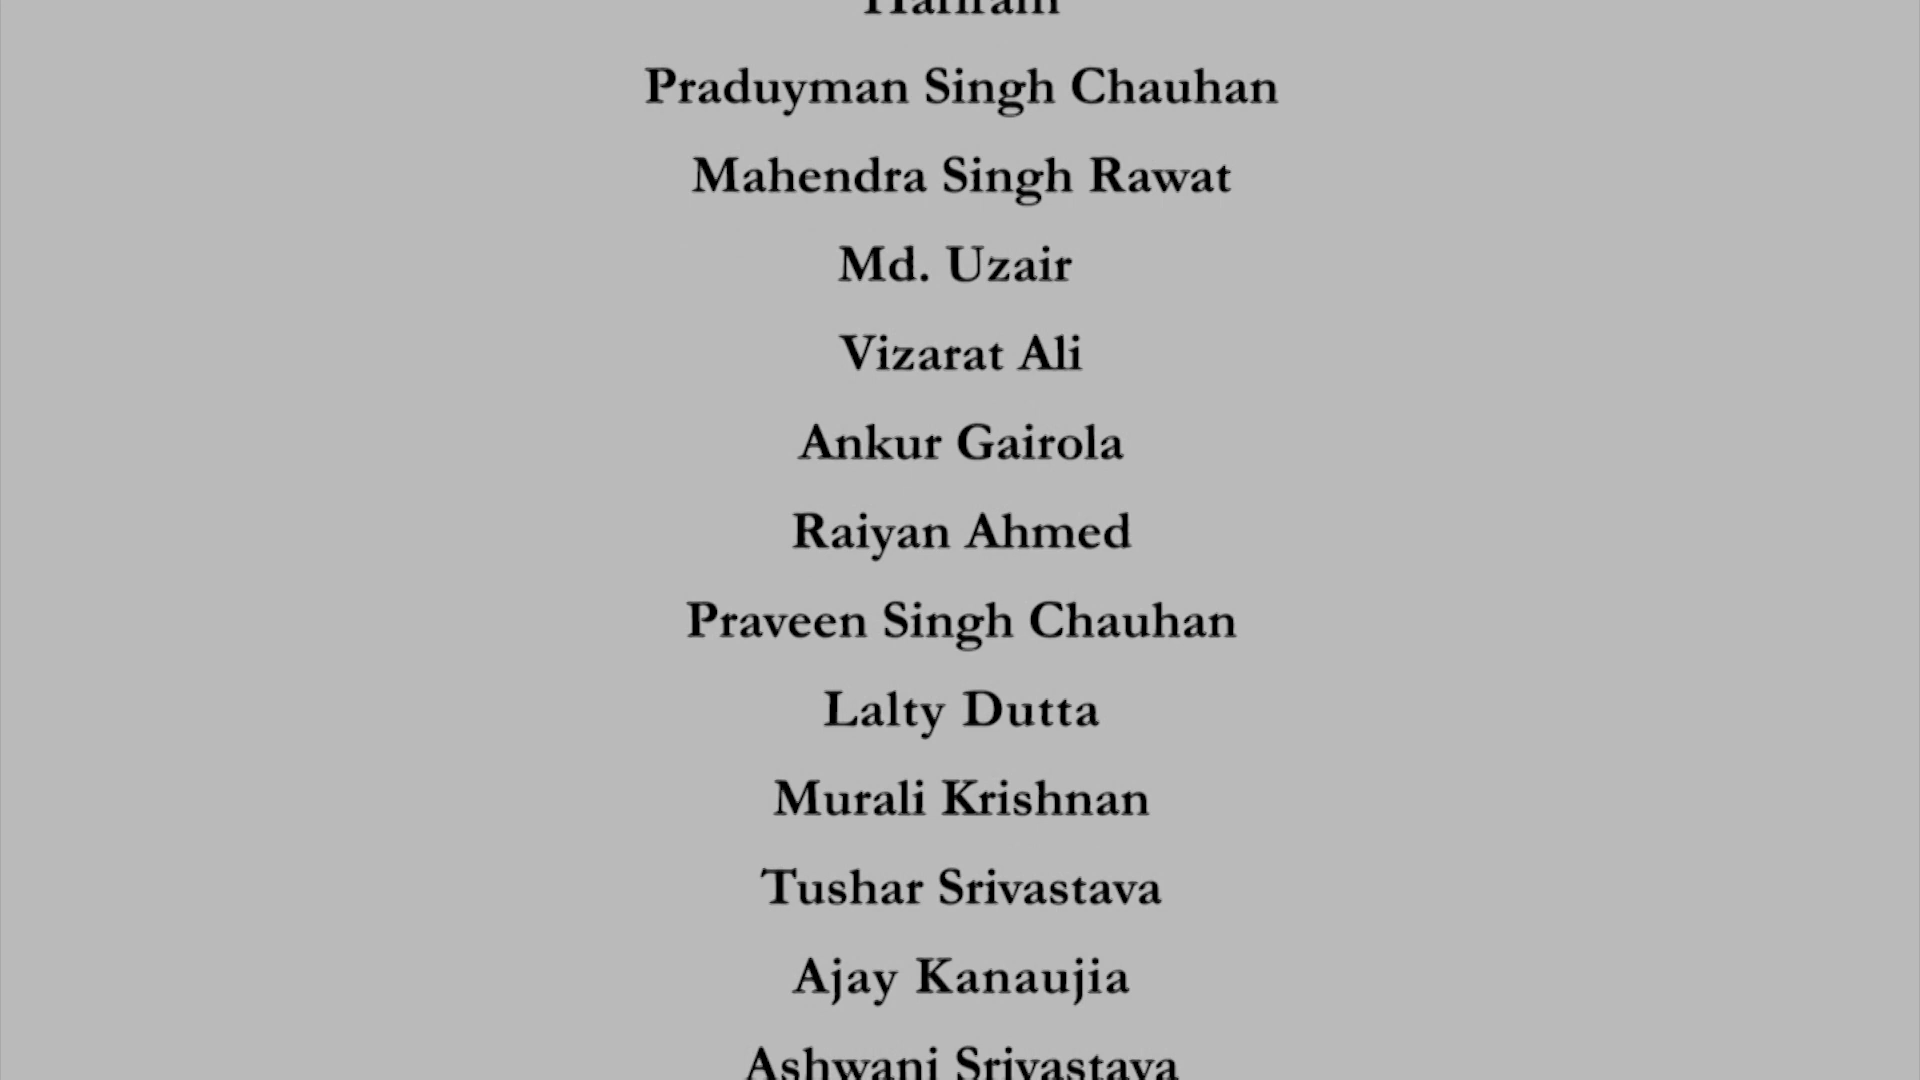 Hariram
Praduyman Singh Chauhan
Mahendra Singh Rawat
Md. Uzair
Vizarat Ali
Ankur Gairola
Raiyan Ahmed
Praveen Singh Chauhan
Lalty Dutta
Murali Krishnan
Tushar Srivastava
Ajay Kanaujia
Ashwani Srivastava